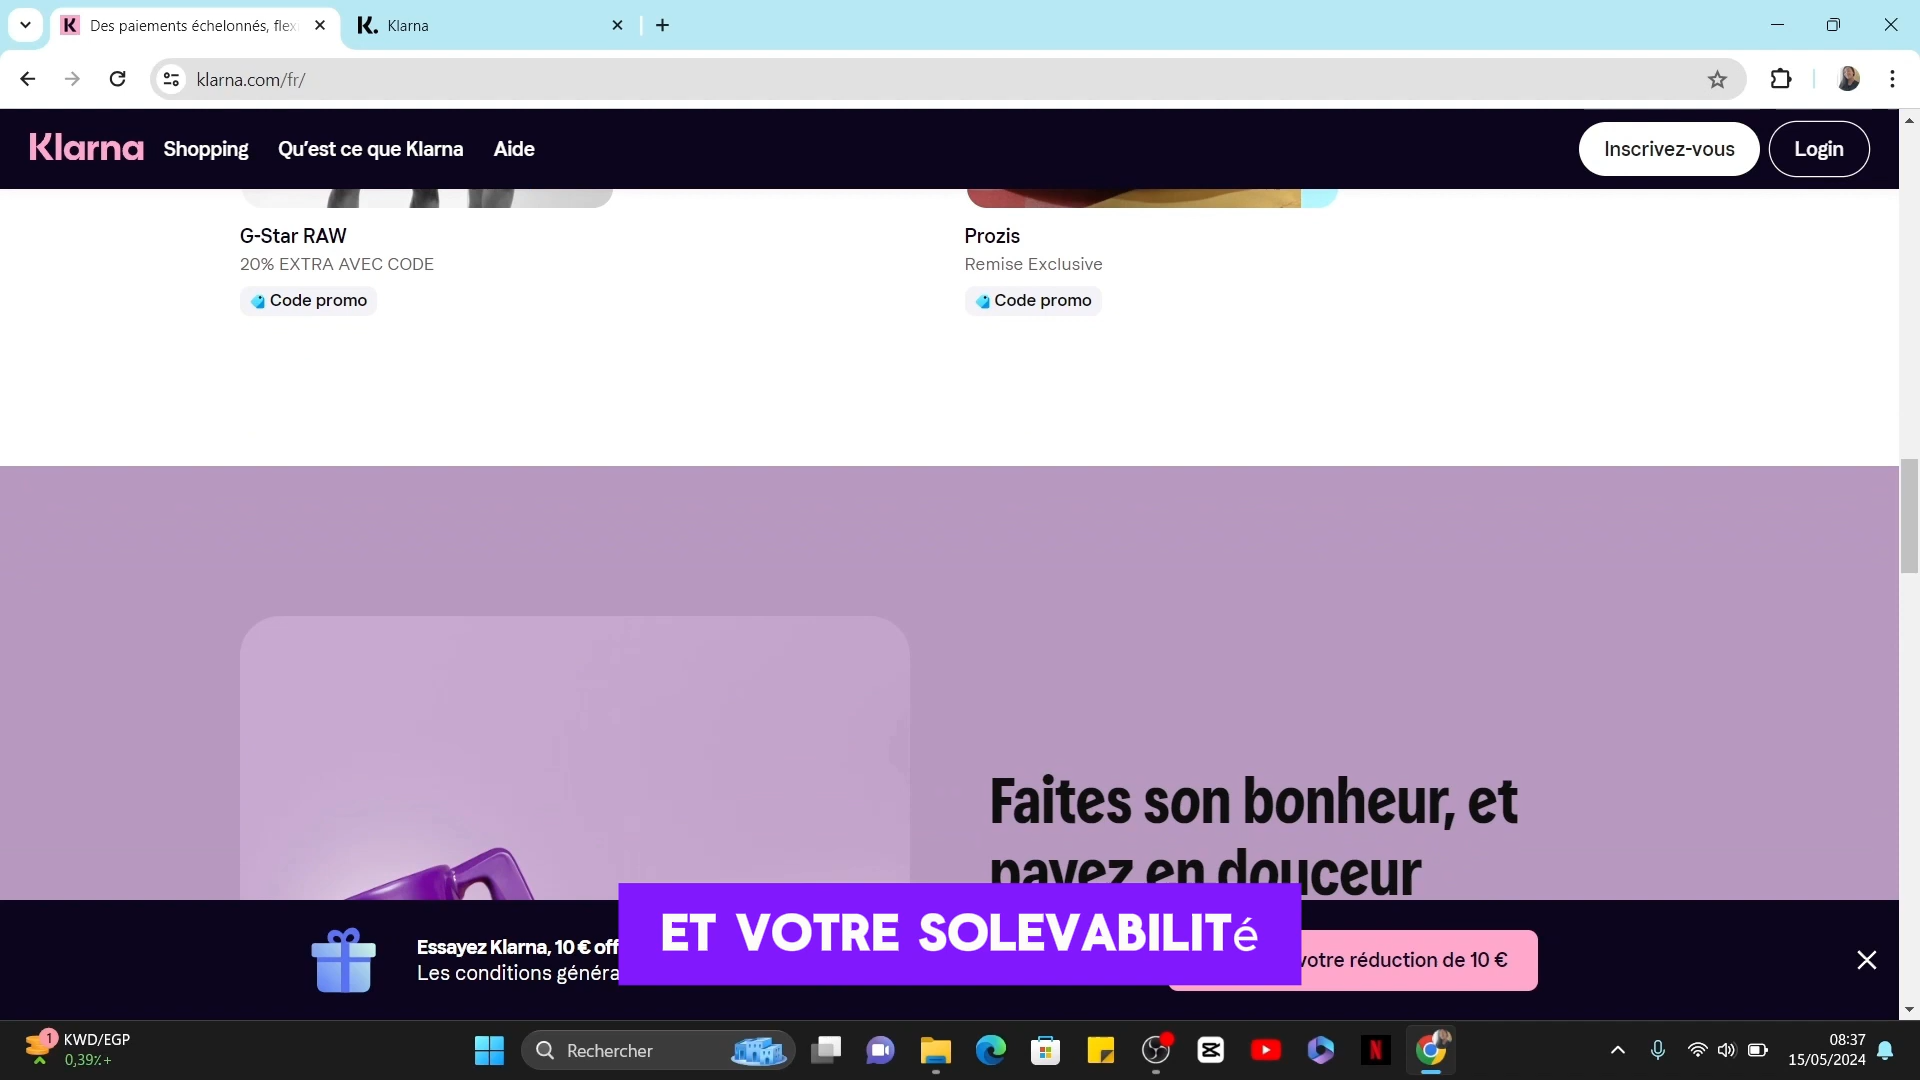 Des paiements échelonnés, flex
Klarna
klarna.com/fr/
Klarna
Shopping
Qu'est ce que Klarna
Aide
Inscrivez-vous
Login
G-Star RAW
20% EXTRA AVEC CODE
Code promo
Prozis
Remise Exclusive
Code promo
Faites son bonheur, et
payez en douceur
ET VOTRE SOLEVABILITé
Essayez Klarna, 10 € off
Les conditions généra
votre réduction de 10 €
1
KWD/EGP
0,39%+
Rechercher
08:37
15/05/2024